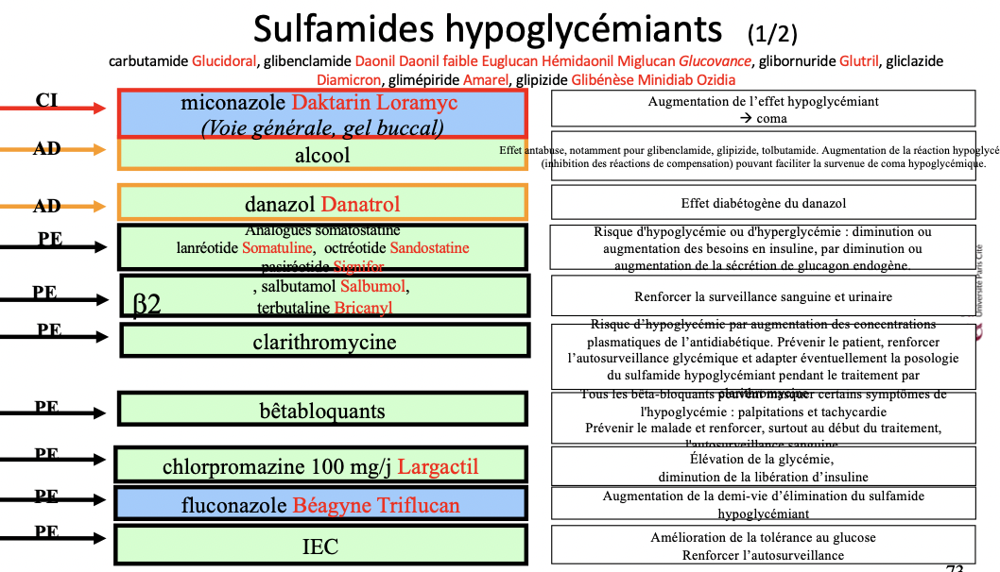 Sulfamides hypoglycémiants (1/2)
carbutamide Glucidoral, glibenclamide Daonil Daonil faible Euglucan Hémidaonil Miglucan Glucovance, glibornuride Glutril, gliclazide
Diamicron, glimépiride Amarel, glipizide Glibénèse Minidiab Ozidia
CI
miconazole Daktarin Loramyc
(Voie générale, gel buccal)
Augmentation de l’effet hypoglycémiant
→ coma
AD
alcool
Effet antabuse, notamment pour glibenclamide, glipizide, tolbutamide. Augmentation de la réaction hypoglycé
(inhibition des réactions de compensation) pouvant faciliter la survenue de coma hypoglycémique.
AD
danazol Danatrol
Effet diabétogène du danazol
PE
Analogues somatostatine
lanréotide Somatuline, octréotide Sandostatine
pasiréotide Signifor
Risque d'hypoglycémie ou d'hyperglycémie : diminution ou
augmentation des besoins en insuline, par diminution ou
augmentation de la sécrétion de glucagon endogène.
PE
β2
, salbutamol Salbumol,
terbutaline Bricanyl
Renforcer la surveillance sanguine et urinaire
PE
clarithromycine
Risque d’hypoglycémie par augmentation des concentrations
plasmatiques de l’antidiabétique. Prévenir le patient, renforcer
l’autosurveillance glycémique et adapter éventuellement la posologie
du sulfamide hypoglycémiant pendant le traitement par
clarithromycine
PE
bêtabloquants
Tous les bêta-bloquants peuvent masquer certains symptômes de
l'hypoglycémie : palpitations et tachycardie
Prévenir le malade et renforcer, surtout au début du traitement,
l'autosurveillance sanguine
PE
chlorpromazine 100 mg/j Largactil
Élévation de la glycémie,
diminution de la libération d’insuline
PE
fluconazole Béagyne Triflucan
Augmentation de la demi-vie d’élimination du sulfamide
hypoglycémiant
PE
IEC
Amélioration de la tolérance au glucose
Renforcer l’autosurveillance
Université Paris Cité
73